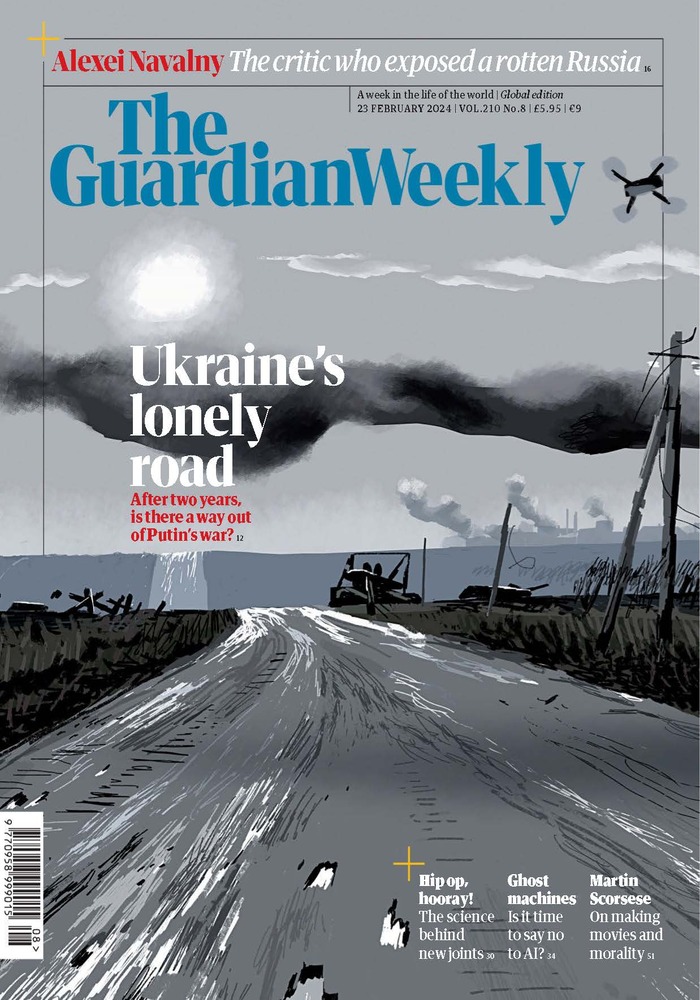 Alexei Navalny The critic who exposed a rotten Russia 16
A week in the life of the world | Global edition
23 FEBRUARY 2024 | VOL.210 No.8 | £5.95 | €9
The
GuardianWeekly
Ukraine's
lonely
road
After two years,
is there a way out
of Putin's war? 12
Hip op,
hooray!
The science
behind
new joints 30
Ghost
machines
Is it time
to say no
to AI? 34
Martin
Scorsese
On making
movies and
morality 51
9 770958 999015
08>